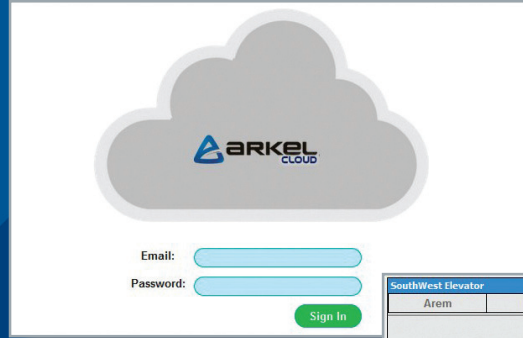 ARKEL
CLOUD
Email:
Password:
Sign In
SouthWest Elevator
Arem